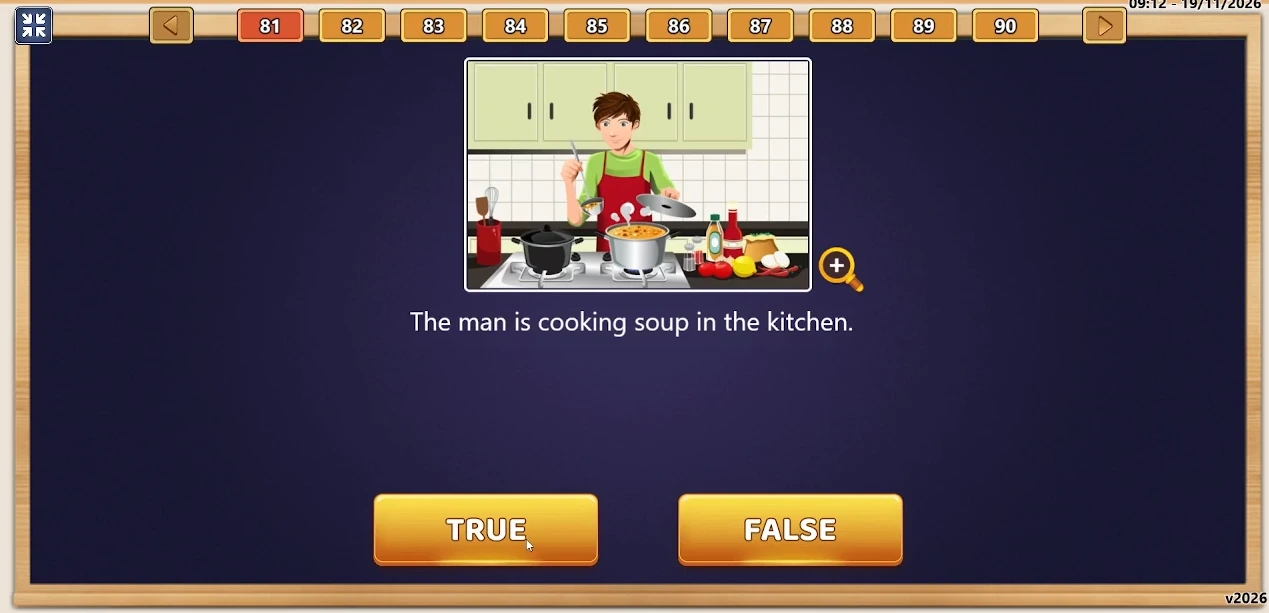 09:12 - 19/11/2026
81 82 83 84 85 86 87 88 89 90
The man is cooking soup in the kitchen.
TRUE FALSE
v2026